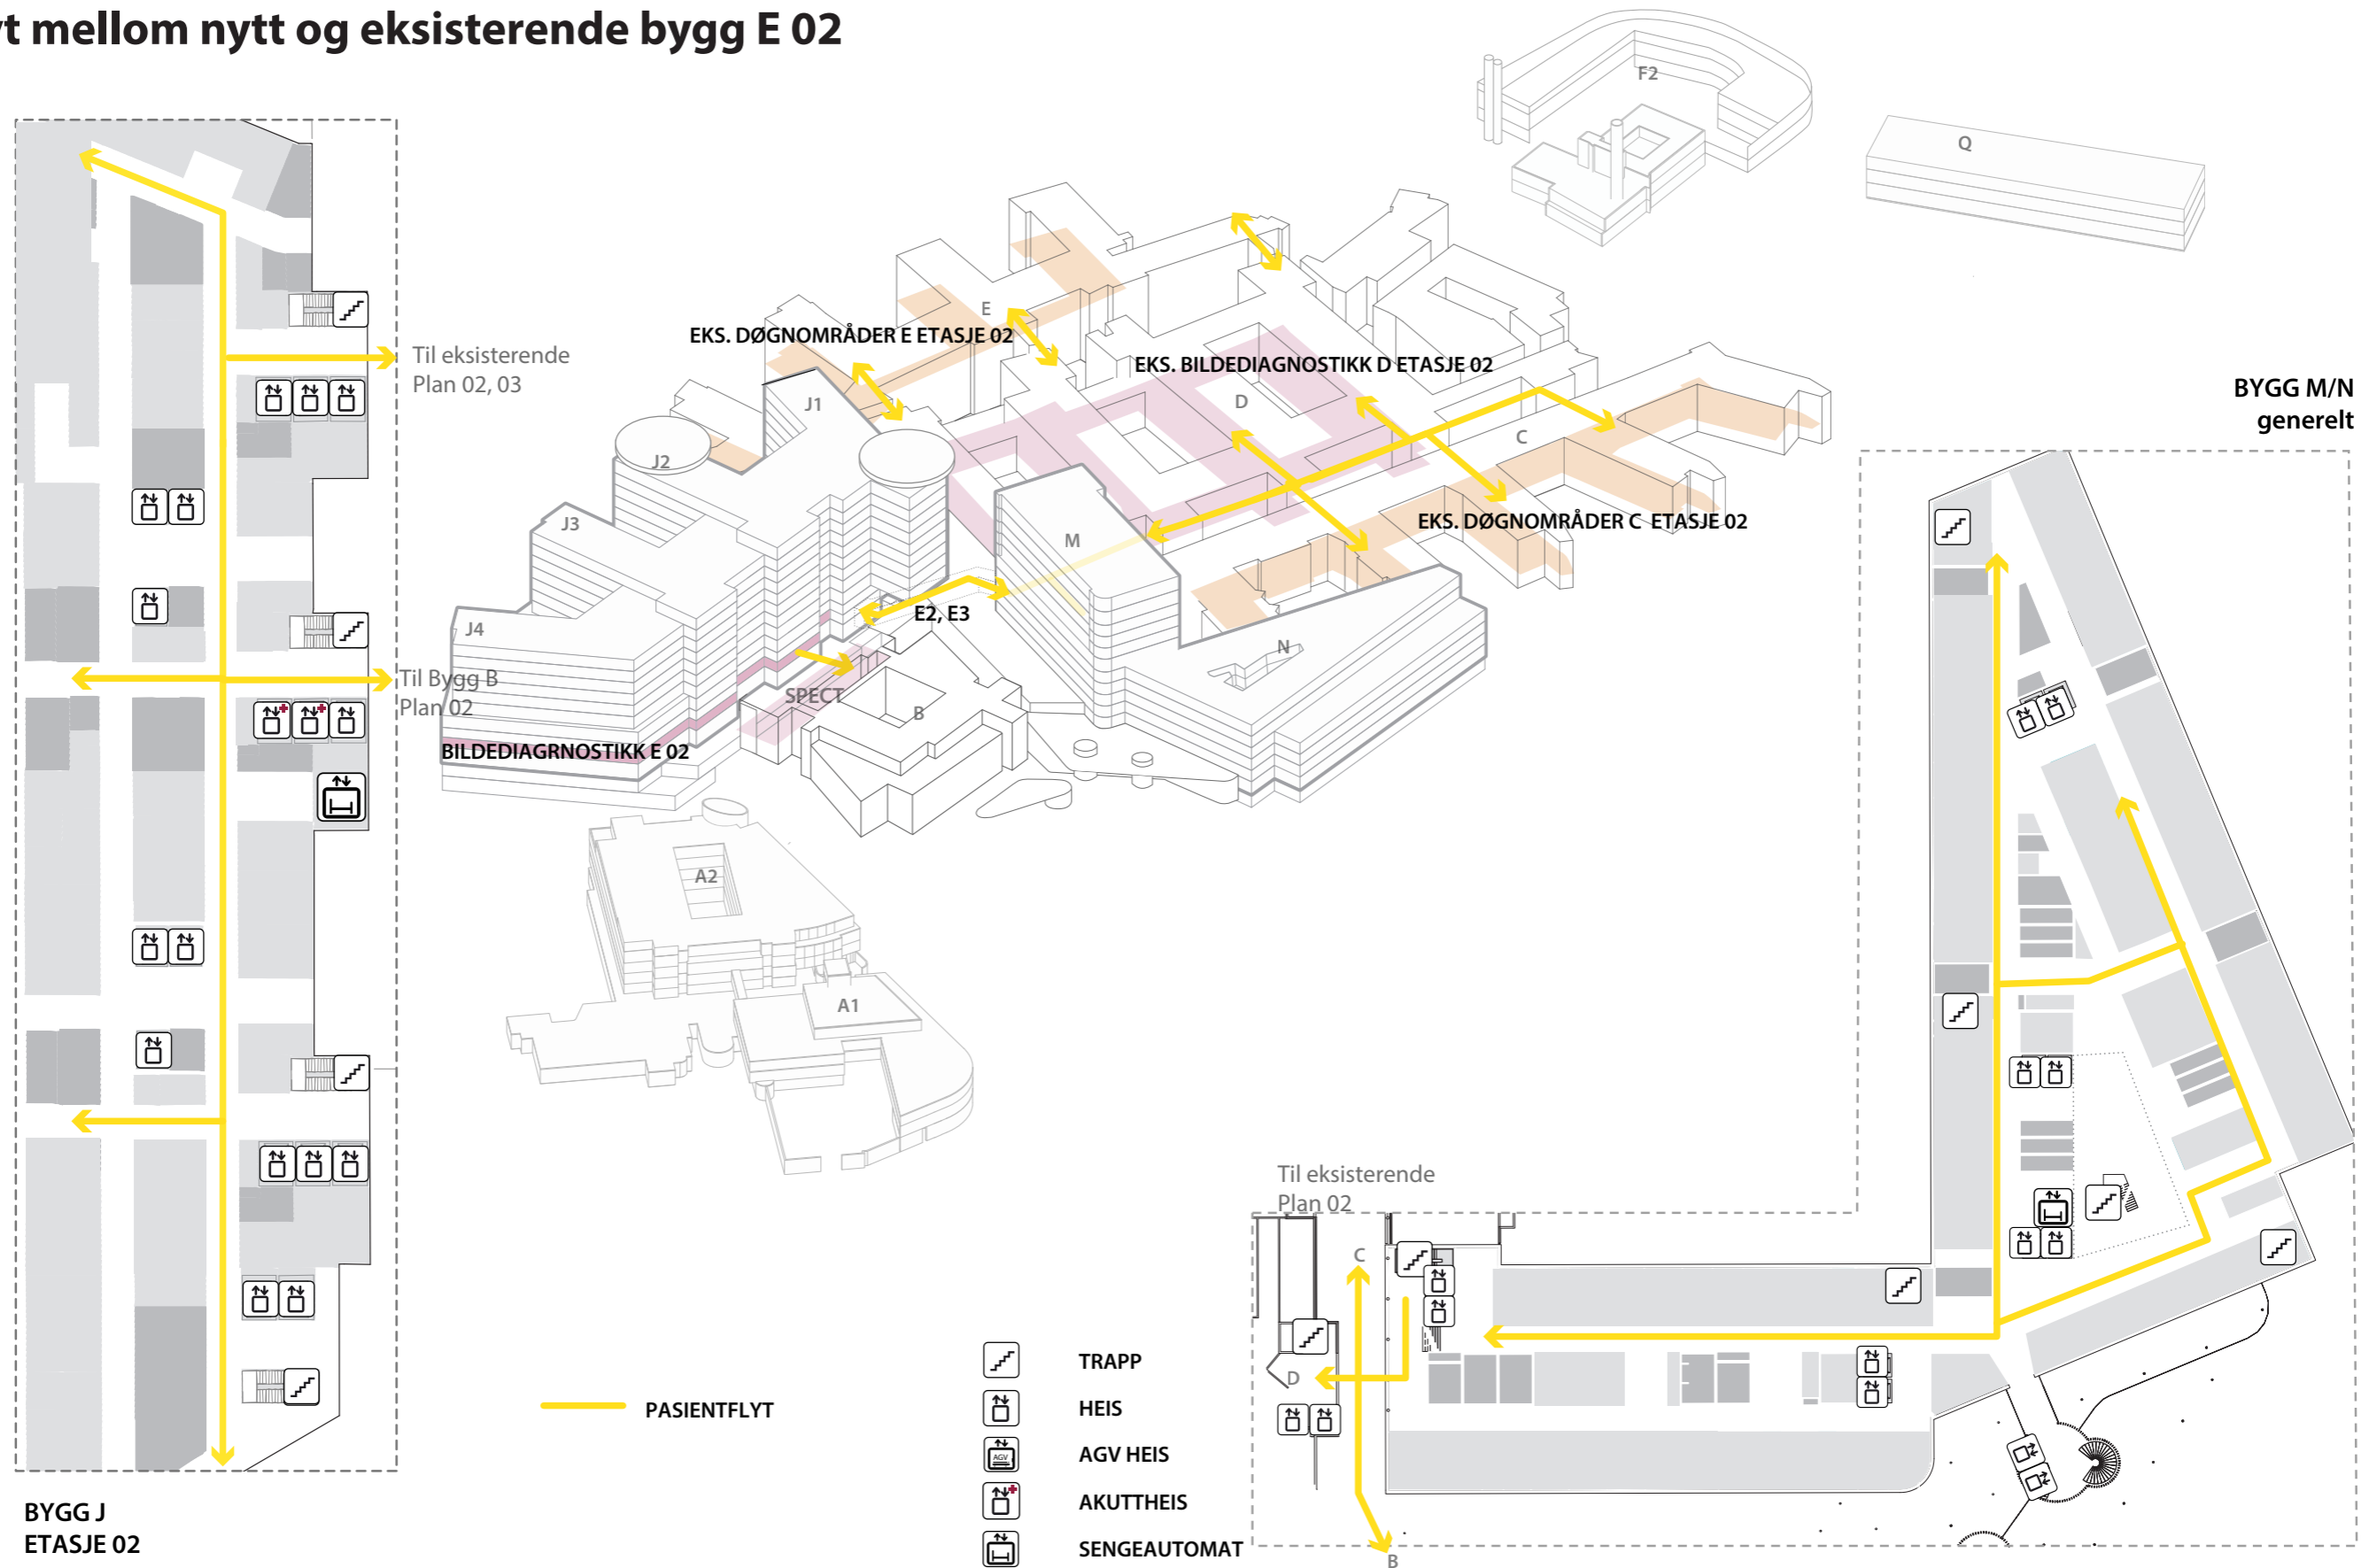 t mellom nytt og eksisterende bygg E 02
F2
Q
E
EKS. DØGNOMRÅDER E ETASJE 02
Til eksisterende
Plan 02, 03
EKS. BILDEDIAGNOSTIKK D ETASJE 02
BYGG M/N
generelt
J1
D
C
J2
J3
EKS. DØGNOMRÅDER C ETASJE 02
M
E2, E3
J4
N
Til Bygg B
Plan 02
SPECT
B
BILDEDIAGRNOSTIKK E 02
A2
A1
Til eksisterende
Plan 02
C
D
B
PASIENTFLYT
TRAPP
HEIS
AGV
AGV HEIS
AKUTTHEIS
SENGEAUTOMAT
BYGG J
ETASJE 02